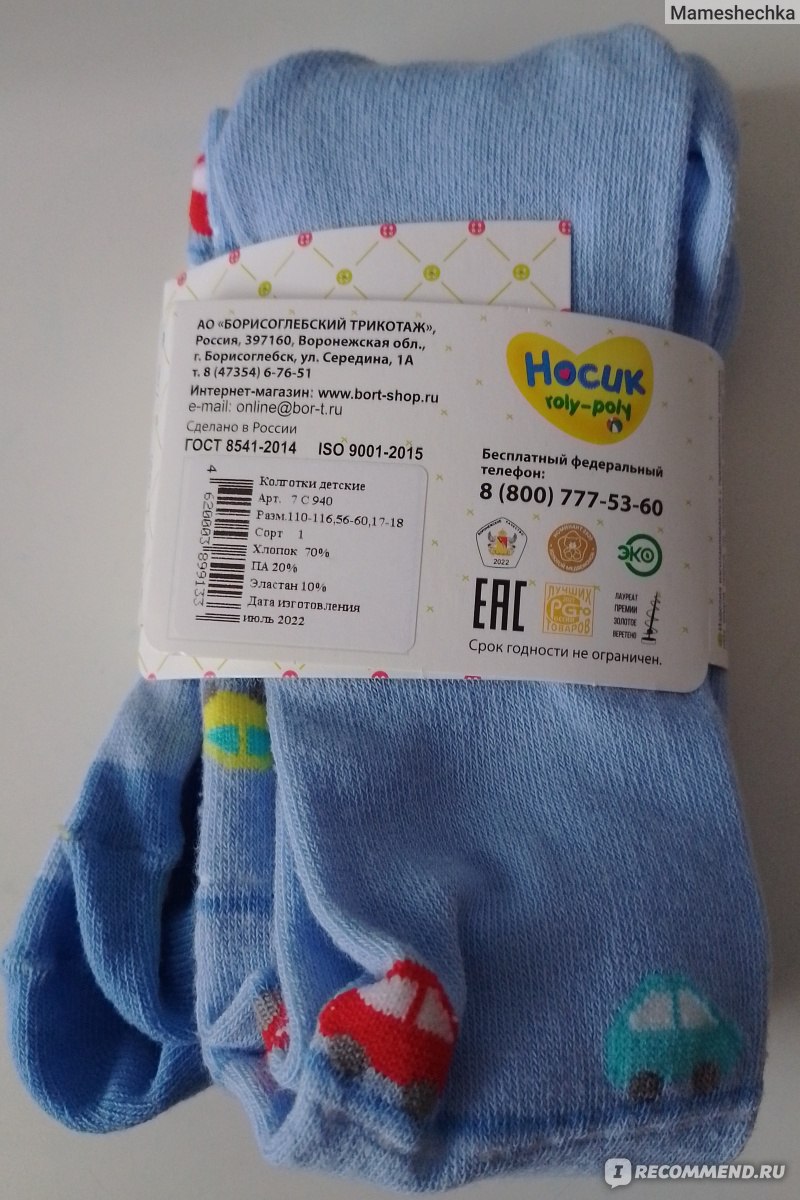 Mameshechka
АО «БОРИСОГЛЕБСКИЙ ТРИКОТАЖ»,
Россия, 397160, Воронежская обл.,
г. Борисоглебск, ул. Середина, 1А
т. 8 (47354) 6-76-51
Интернет-магазин: www.bort-shop.ru
e-mail: online@bor-t.ru
Сделано в России
ГОСТ 8541-2014 ISO 9001-2015
Носик
roly-poly
Бесплатный федеральный
телефон:
8 (800) 777-53-60
4 620003 899133
Колготки детские
Арт. 7 С 940
Разм.110-116,56-60,17-18
Сорт 1
Хлопок 70%
ПА 20%
Эластан 10%
Дата изготовления
июль 2022
2022
ЭКО
EAC
ЛУЧШИХ
ТОВАРОВ
ЛАУРЕАТ
ПРЕМИИ
ЗОЛОТОЕ
ВЕРЕТЕНО
Срок годности не ограничен.
I RECOMMEND.RU